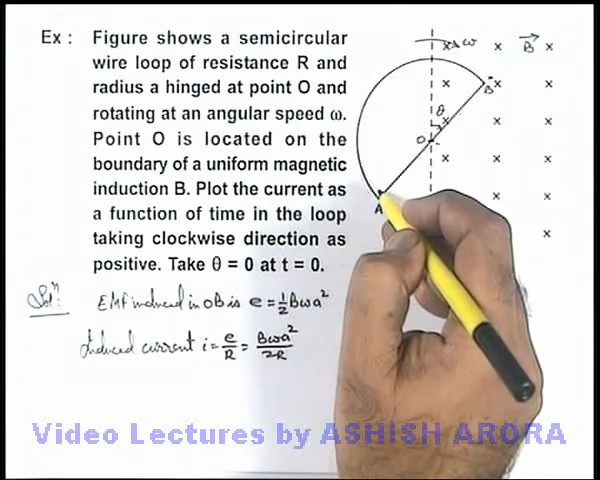 Ex : Figure shows a semicircular
wire loop of resistance R and
radius a hinged at point O and
rotating at an angular speed ω.
Point O is located on the
boundary of a uniform magnetic
induction B. Plot the current as
a function of time in the loop
taking clockwise direction as
positive. Take θ = 0 at t = 0.
ω
B
B
θ
O
A
Solⁿ: EMF induced in OB is e = 1/2 Bωa²
Induced current i = e/R = Bωa²/2R
Video Lectures by ASHISH ARORA